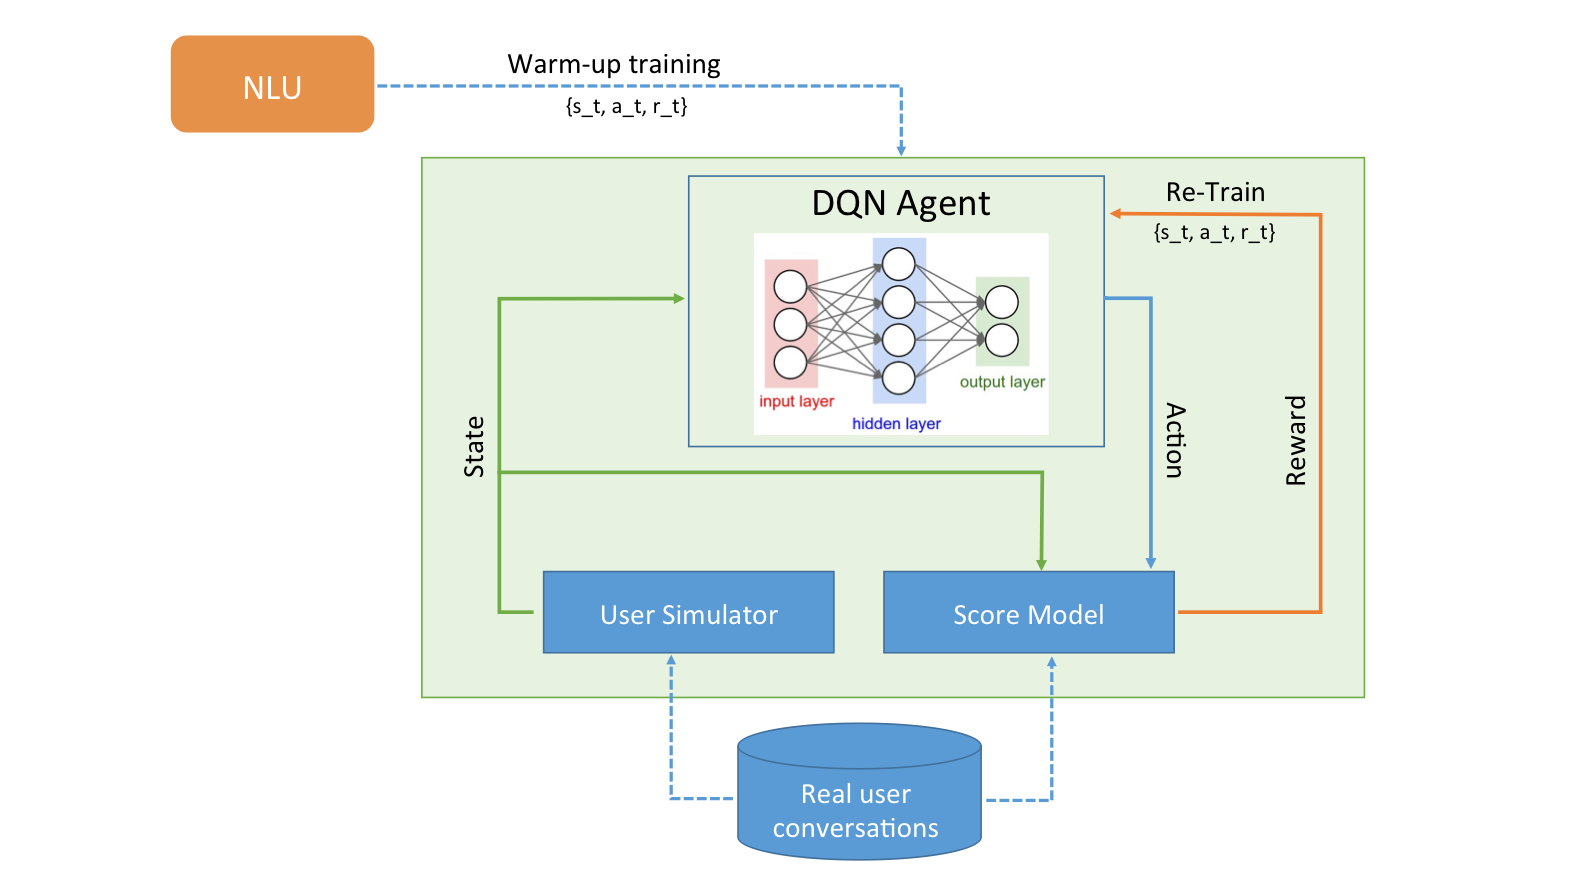 NLU
Warm-up training
{s_t, a_t, r_t}
DQN Agent
Re-Train
{s_t, a_t, r_t}
input layer
hidden layer
output layer
State
Action
Reward
User Simulator
Score Model
Real user
conversations